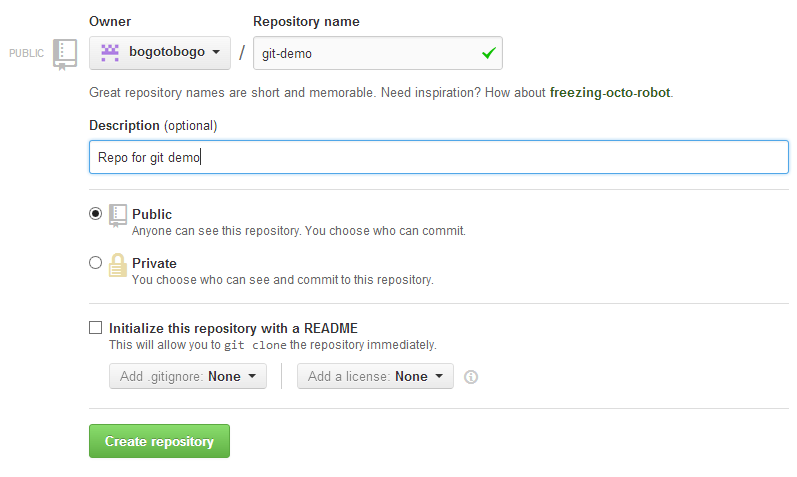 Owner Repository name
PUBLIC bogotobogo / git-demo
Great repository names are short and memorable. Need inspiration? How about freezing-octo-robot.
Description (optional)
Repo for git demo
Public
Anyone can see this repository. You choose who can commit.
Private
You choose who can see and commit to this repository.
Initialize this repository with a README
This will allow you to git clone the repository immediately.
Add .gitignore: None Add a license: None
Create repository